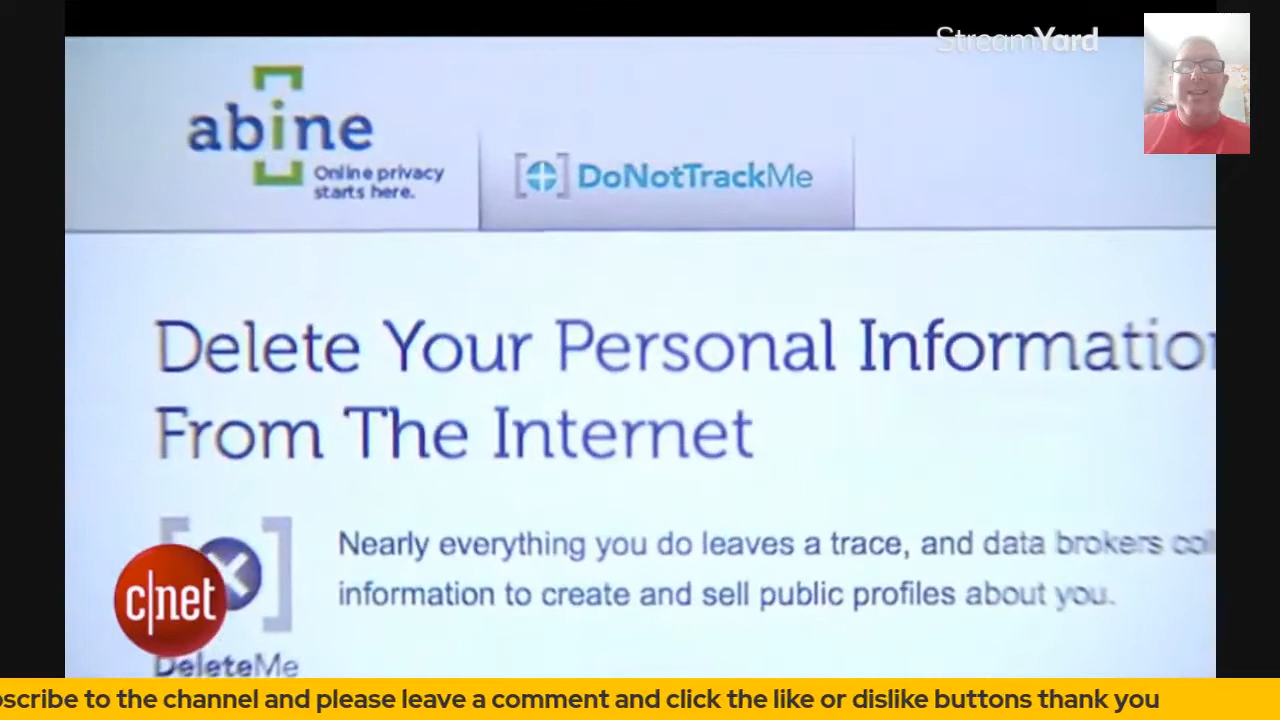 StreamYard
abine
Online privacy
starts here.
DoNotTrackMe
Delete Your Personal Informatio
From The Internet
Nearly everything you do leaves a trace, and data brokers col
information to create and sell public profiles about you.
c|net
DeleteMe
scribe to the channel and please leave a comment and click the like or dislike buttons thank you